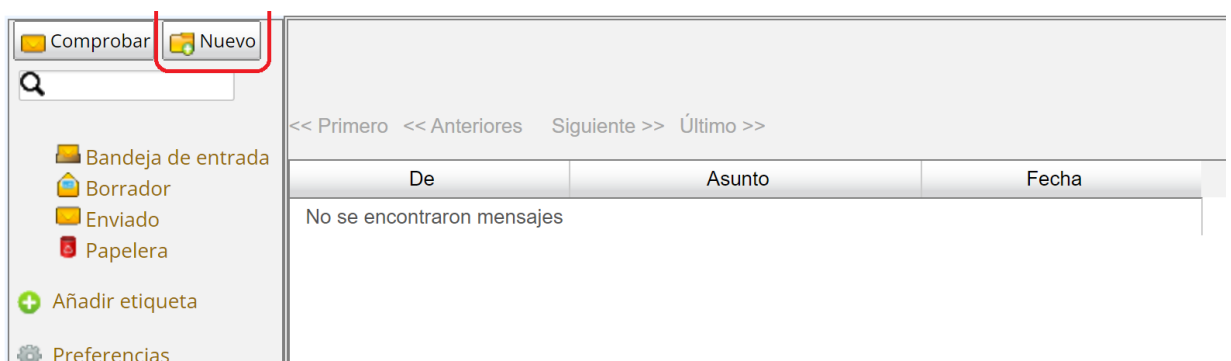 Comprobar Nuevo
<< Primero << Anteriores Siguiente >> Último >>
Bandeja de entrada
Borrador
Enviado
Papelera
Añadir etiqueta
Preferencias
De Asunto Fecha
No se encontraron mensajes